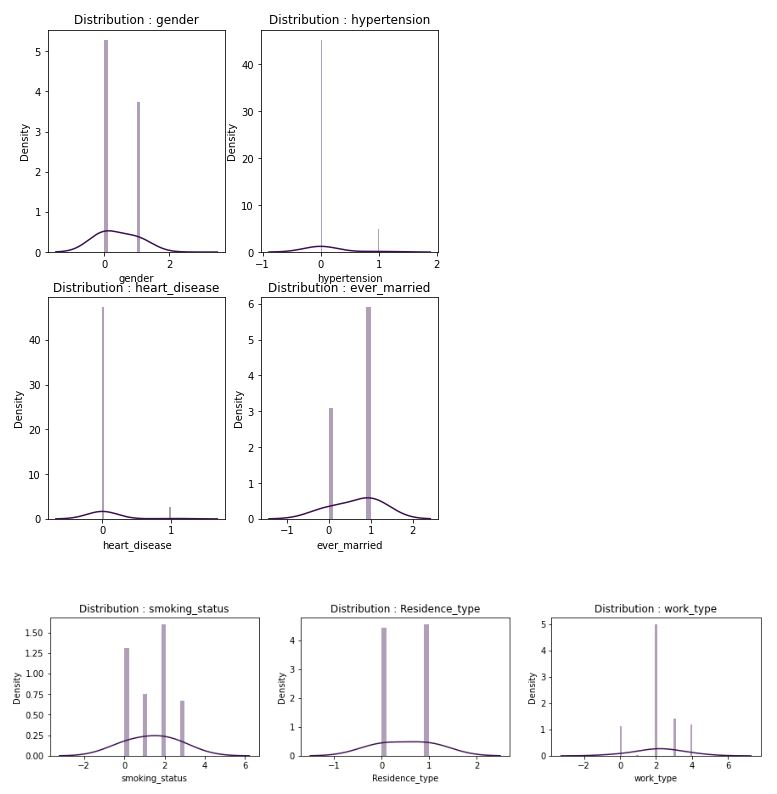 Distribution : gender
Density
5
4
3
2
1
0
0 2
gender
Distribution : hypertension
Density
40
30
20
10
0
−1 0 1 2
hypertension
Distribution : heart_disease
Density
40
30
20
10
0
0 1
heart_disease
Distribution : ever_married
Density
6
5
4
3
2
1
0
−1 0 1 2
ever_married
Distribution : smoking_status
Density
1.50
1.25
1.00
0.75
0.50
0.25
0.00
−2 0 2 4 6
smoking_status
Distribution : Residence_type
Density
4
3
2
1
0
−1 0 1 2
Residence_type
Distribution : work_type
Density
5
4
3
2
1
0
−2 0 2 4 6
work_type